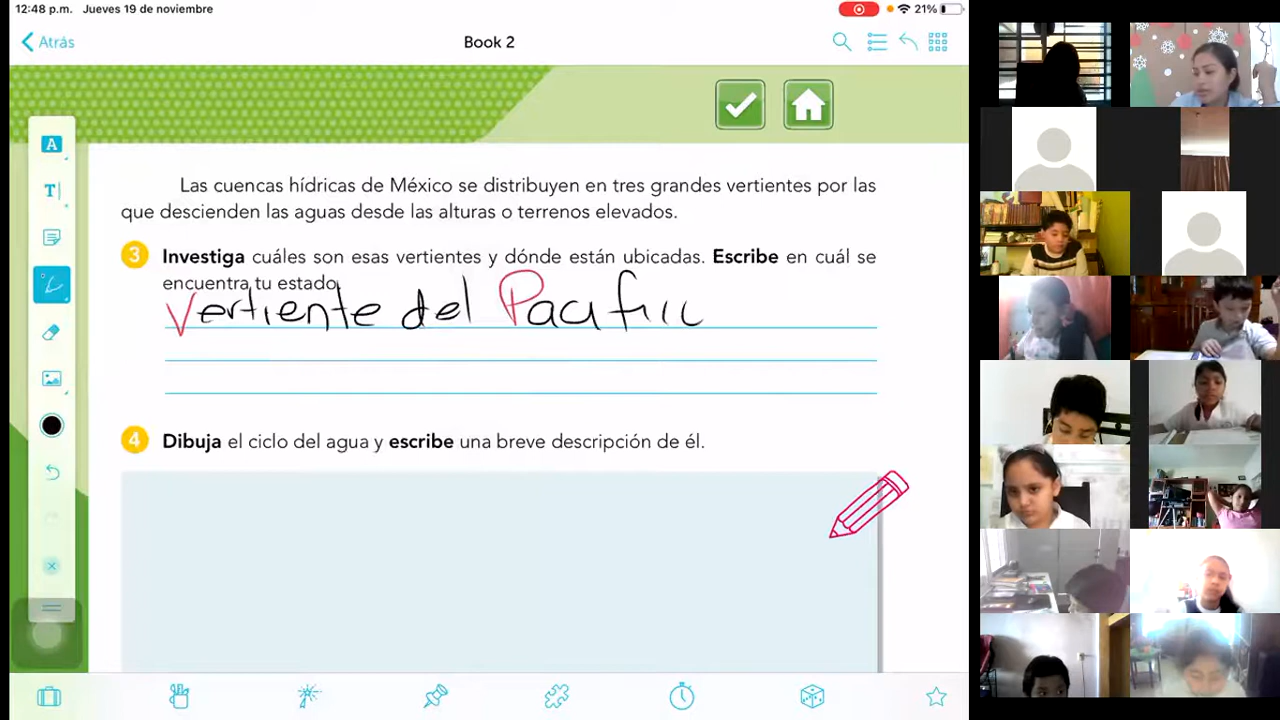 12:48 p.m. Jueves 19 de noviembre
21%
Atrás
Book 2
Las cuencas hídricas de México se distribuyen en tres grandes vertientes por las
que descienden las aguas desde las alturas o terrenos elevados.
3 Investiga cuáles son esas vertientes y dónde están ubicadas. Escribe en cuál se
encuentra tu estado.
Vertiente del Pacific
4 Dibuja el ciclo del agua y escribe una breve descripción de él.
A
T